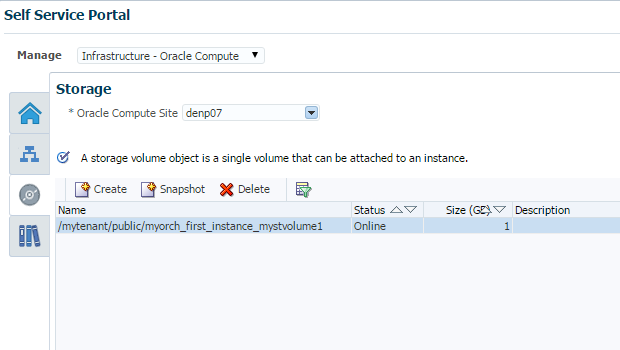 Self Service Portal
Manage Infrastructure - Oracle Compute
Storage
* Oracle Compute Site denp07
A storage volume object is a single volume that can be attached to an instance.
Create Snapshot Delete
Name Status Size (GB) Description
/mytenant/public/myorch_first_instance_mystvolume1 Online 1